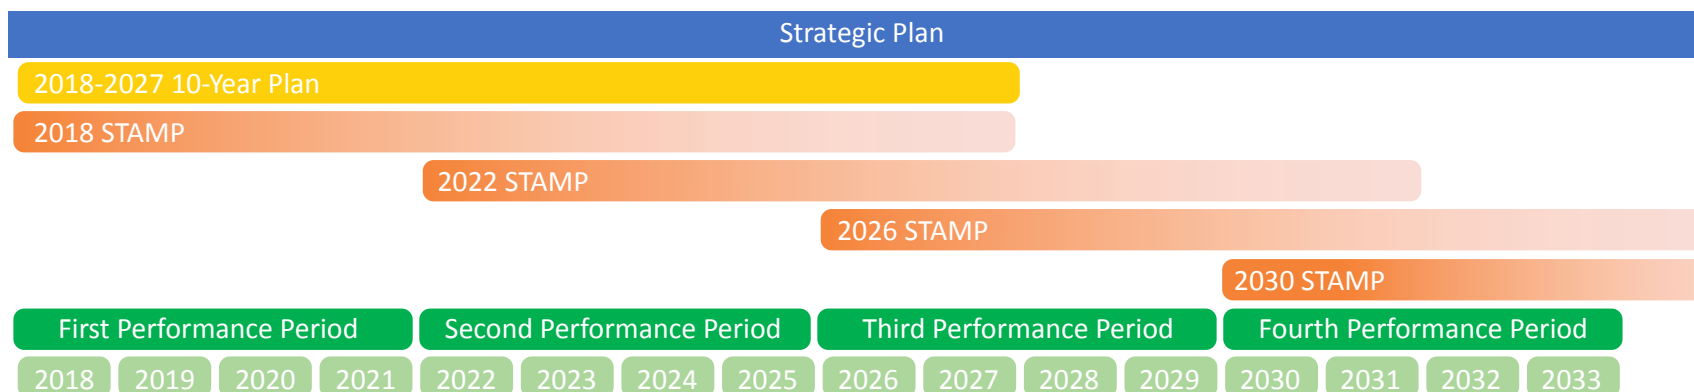 Strategic Plan
2018-2027 10-Year Plan
2018 STAMP
2022 STAMP
2026 STAMP
2030 STAMP
First Performance Period Second Performance Period Third Performance Period Fourth Performance Period
2018 2019 2020 2021 2022 2023 2024 2025 2026 2027 2028 2029 2030 2031 2032 2033